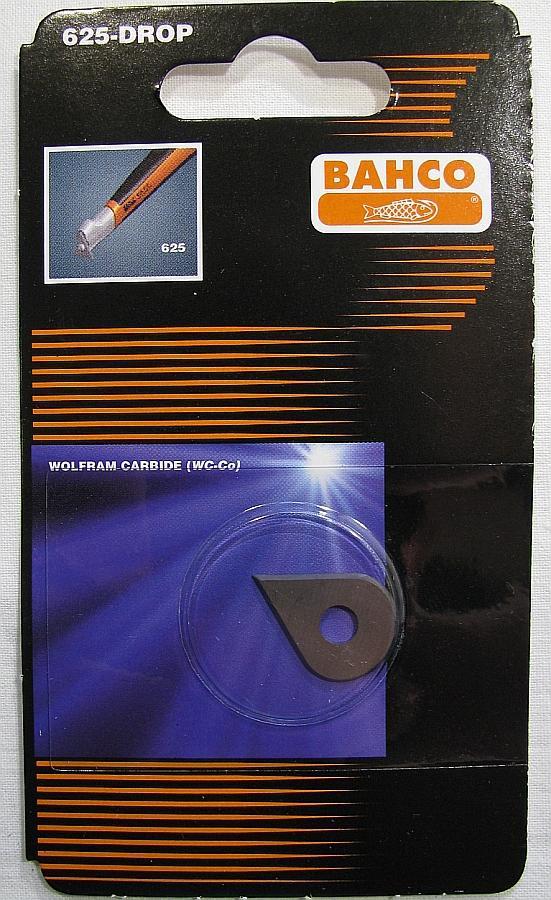 625-DROP
BAHCO
®
625
WOLFRAM CARBIDE (WC-Co)